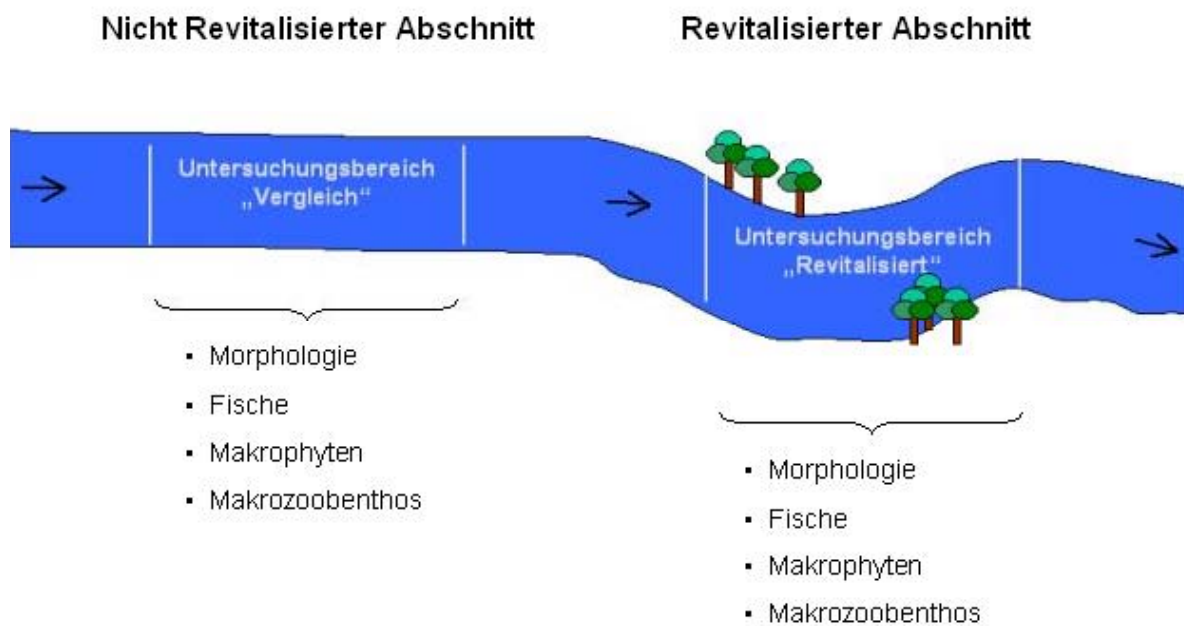 Nicht Revitalisierter Abschnitt
Revitalisierter Abschnitt
Untersuchungsbereich
„Vergleich“
Untersuchungsbereich
„Revitalisiert“
▪ Morphologie
▪ Fische
▪ Makrophyten
▪ Makrozoobenthos
▪ Morphologie
▪ Fische
▪ Makrophyten
▪ Makrozoobenthos